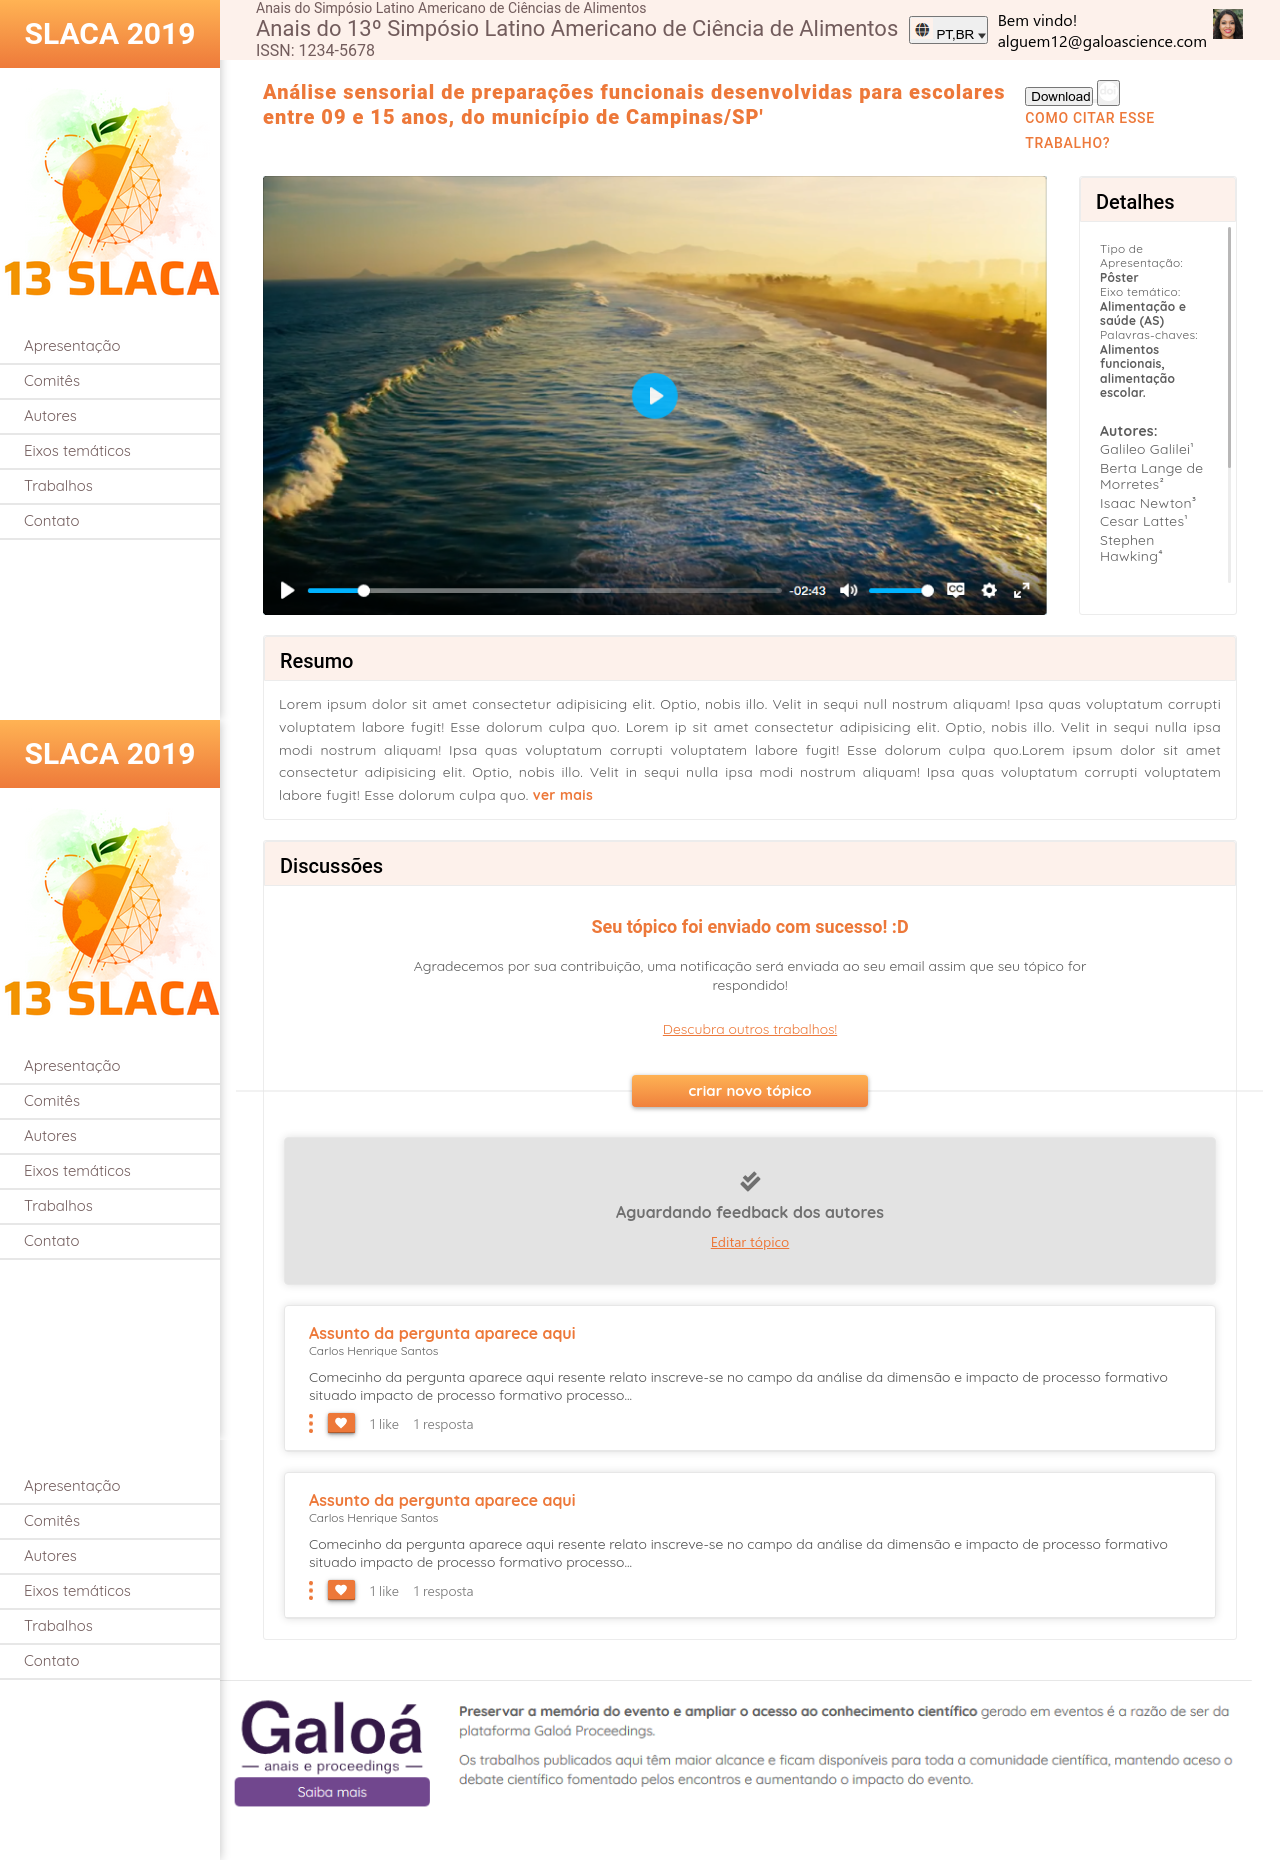 SLACA 2019
13 SLACA
Apresentação
Comitês
Autores
Eixos temáticos
Trabalhos
Contato
SLACA 2019
13 SLACA
Apresentação
Comitês
Autores
Eixos temáticos
Trabalhos
Contato
Apresentação
Comitês
Autores
Eixos temáticos
Trabalhos
Contato
Anais do Simpósio Latino Americano de Ciências de Alimentos
Anais do 13º Simpósio Latino Americano de Ciência de Alimentos
ISSN: 1234-5678
PT,BR
Bem vindo!
alguem12@galoascience.com
Análise sensorial de preparações funcionais desenvolvidas para escolares
entre 09 e 15 anos, do município de Campinas/SP'
Download
doi
COMO CITAR ESSE
TRABALHO?
-02:43
CC
Detalhes
Tipo de
Apresentação:
Pôster
Eixo temático:
Alimentação e
saúde (AS)
Palavras-chaves:
Alimentos
funcionais,
alimentação
escolar.
Autores:
Galileo Galilei¹
Berta Lange de
Morretes²
Isaac Newton³
Cesar Lattes¹
Stephen
Hawking⁴
Resumo
Lorem ipsum dolor sit amet consectetur adipisicing elit. Optio, nobis illo. Velit in sequi null nostrum aliquam! Ipsa quas voluptatum corrupti
voluptatem labore fugit! Esse dolorum culpa quo. Lorem ip sit amet consectetur adipisicing elit. Optio, nobis illo. Velit in sequi nulla ipsa
modi nostrum aliquam! Ipsa quas voluptatum corrupti voluptatem labore fugit! Esse dolorum culpa quo.Lorem ipsum dolor sit amet
consectetur adipisicing elit. Optio, nobis illo. Velit in sequi nulla ipsa modi nostrum aliquam! Ipsa quas voluptatum corrupti voluptatem
labore fugit! Esse dolorum culpa quo. ver mais
Discussões
Seu tópico foi enviado com sucesso! :D
Agradecemos por sua contribuição, uma notificação será enviada ao seu email assim que seu tópico for
respondido!
Descubra outros trabalhos!
criar novo tópico
Aguardando feedback dos autores
Editar tópico
Assunto da pergunta aparece aqui
Carlos Henrique Santos
Comecinho da pergunta aparece aqui resente relato inscreve-se no campo da análise da dimensão e impacto de processo formativo
situado impacto de processo formativo processo...
1 like 1 resposta
Assunto da pergunta aparece aqui
Carlos Henrique Santos
Comecinho da pergunta aparece aqui resente relato inscreve-se no campo da análise da dimensão e impacto de processo formativo
situado impacto de processo formativo processo...
1 like 1 resposta
Galoá
— anais e proceedings —
Saiba mais
Preservar a memória do evento e ampliar o acesso ao conhecimento científico gerado em eventos é a razão de ser da
plataforma Galoá Proceedings.
Os trabalhos publicados aqui têm maior alcance e ficam disponíveis para toda a comunidade científica, mantendo aceso o
debate científico fomentado pelos encontros e aumentando o impacto do evento.